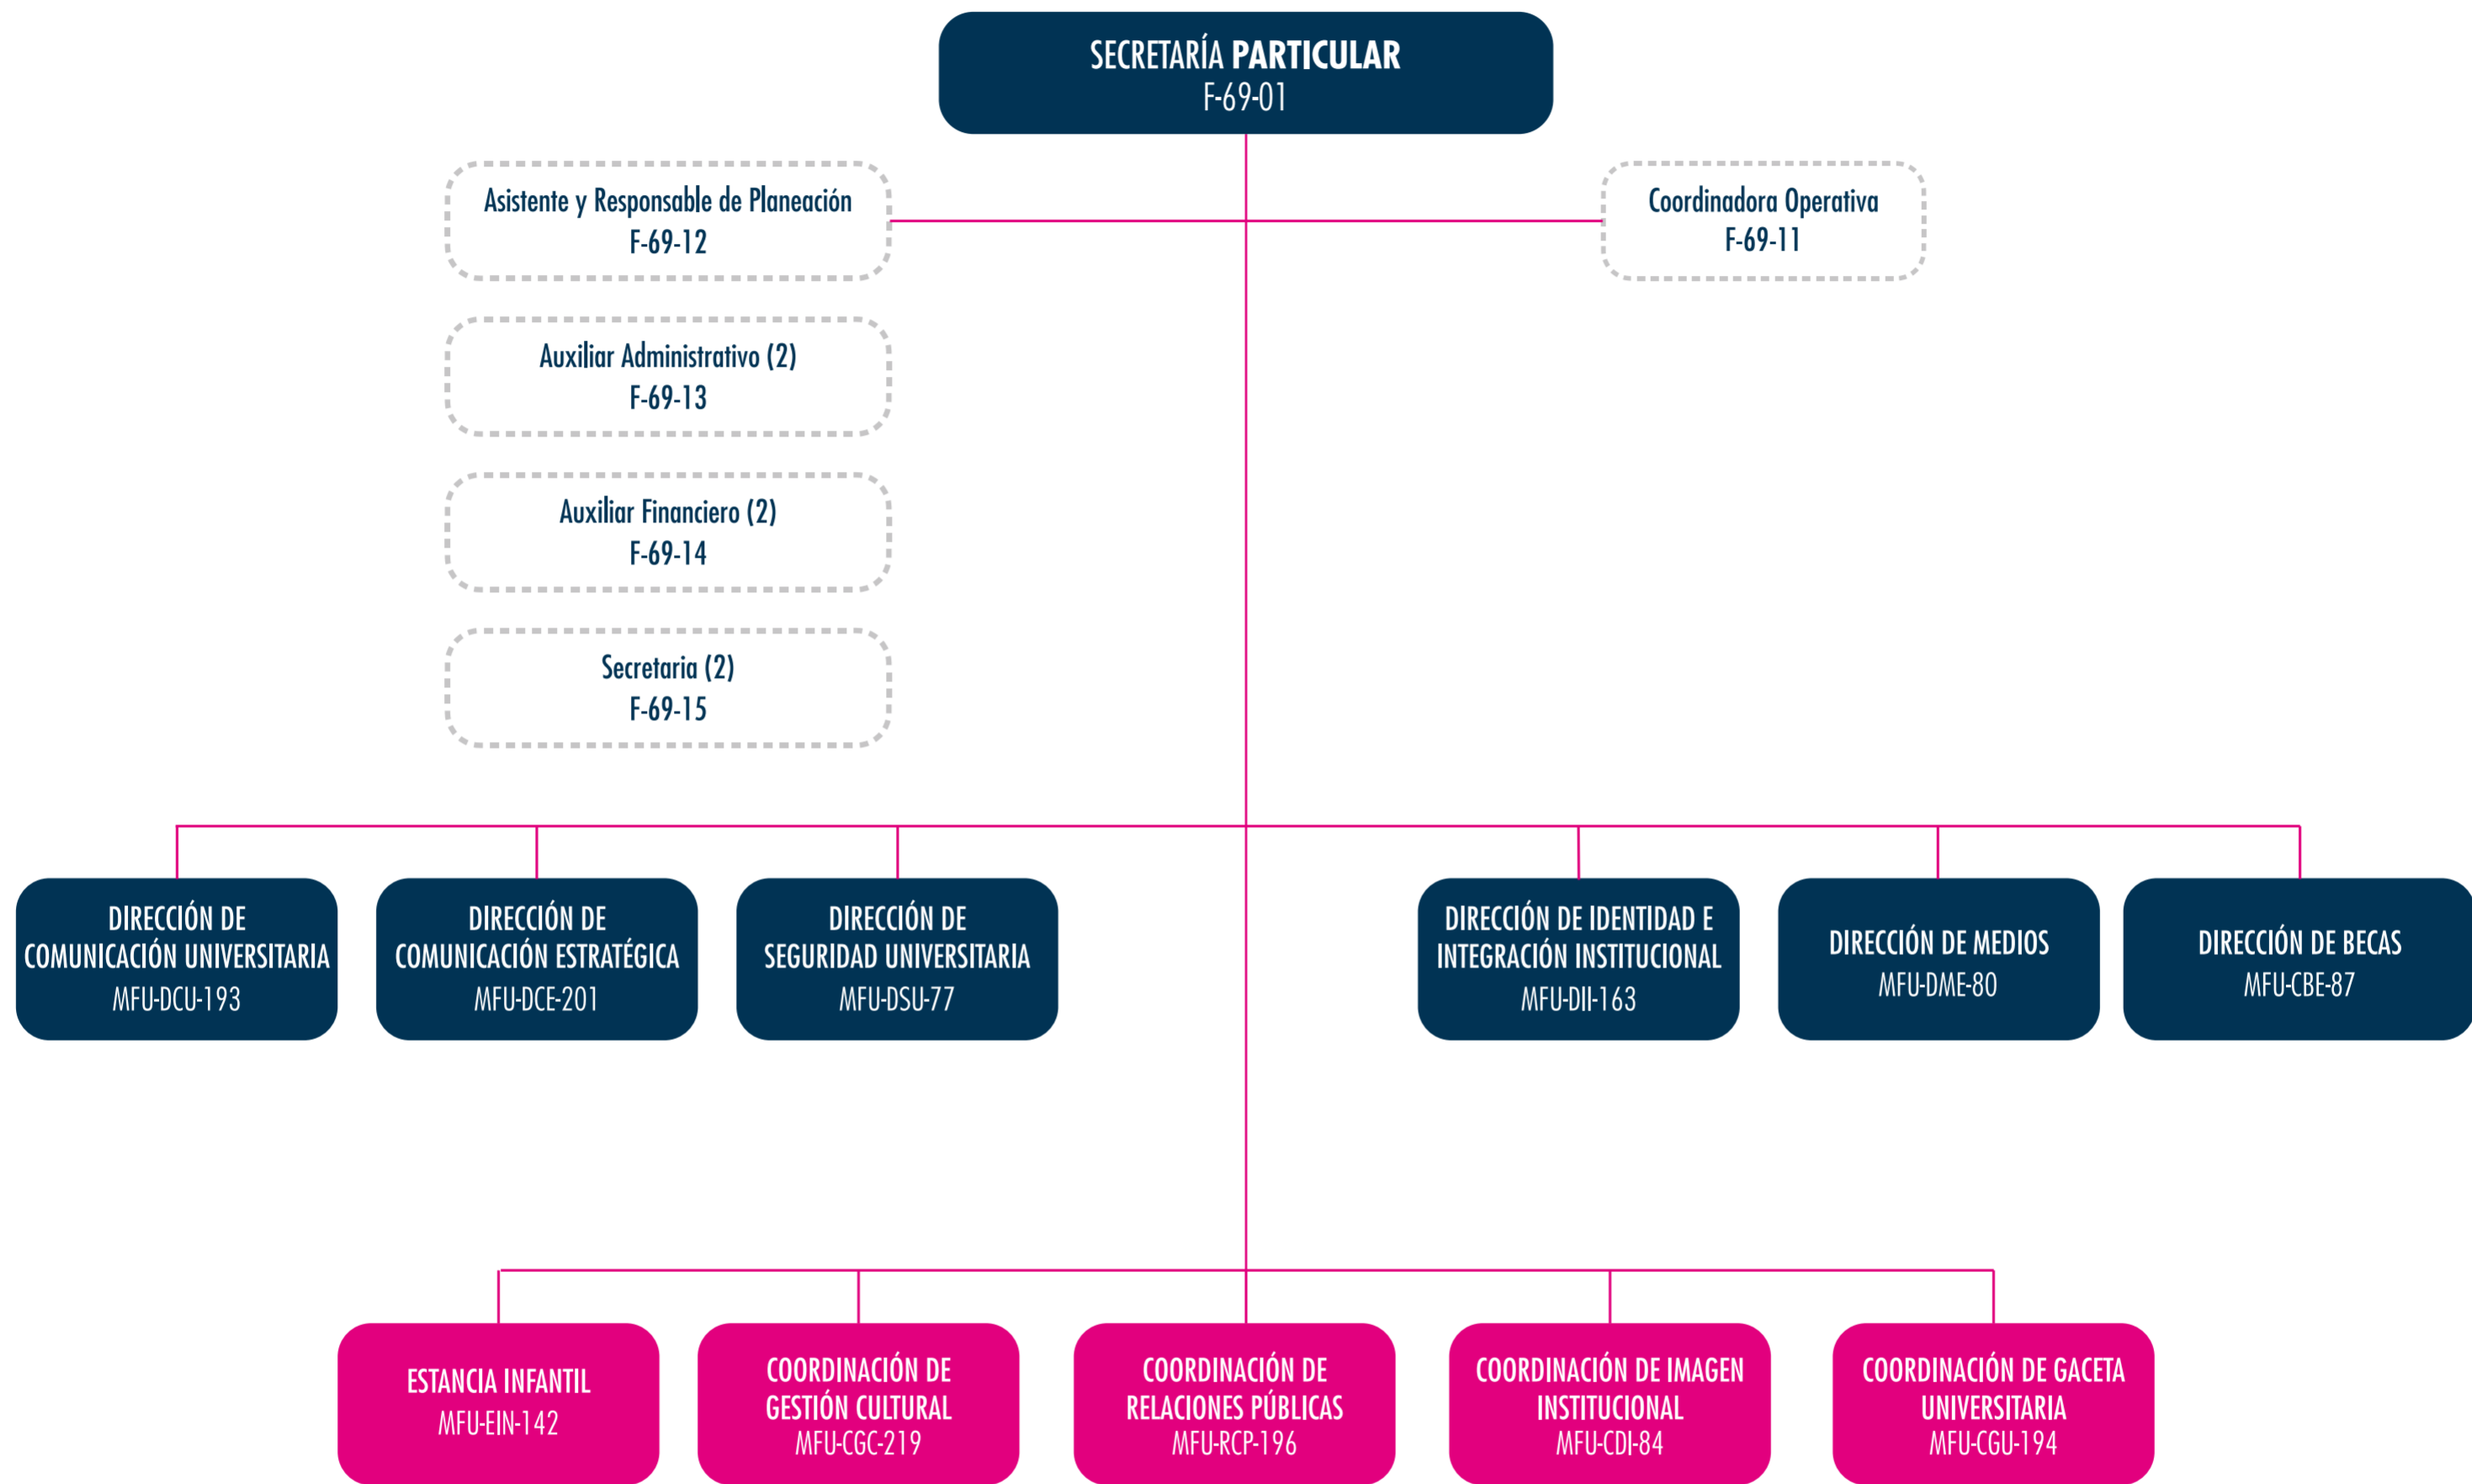 SECRETARÍA PARTICULAR
F-69-01
Asistente y Responsable de Planeación
F-69-12
Coordinadora Operativa
F-69-11
Auxiliar Administrativo (2)
F-69-13
Auxiliar Financiero (2)
F-69-14
Secretaria (2)
F-69-15
DIRECCIÓN DE
COMUNICACIÓN UNIVERSITARIA
MFU-DCU-193
DIRECCIÓN DE
COMUNICACIÓN ESTRATÉGICA
MFU-DCE-201
DIRECCIÓN DE
SEGURIDAD UNIVERSITARIA
MFU-DSU-77
DIRECCIÓN DE IDENTIDAD E
INTEGRACIÓN INSTITUCIONAL
MFU-DII-163
DIRECCIÓN DE MEDIOS
MFU-DME-80
DIRECCIÓN DE BECAS
MFU-CBE-87
ESTANCIA INFANTIL
MFU-EIN-142
COORDINACIÓN DE
GESTIÓN CULTURAL
MFU-CGC-219
COORDINACIÓN DE
RELACIONES PÚBLICAS
MFU-RCP-196
COORDINACIÓN DE IMAGEN
INSTITUCIONAL
MFU-CDI-84
COORDINACIÓN DE GACETA
UNIVERSITARIA
MFU-CGU-194